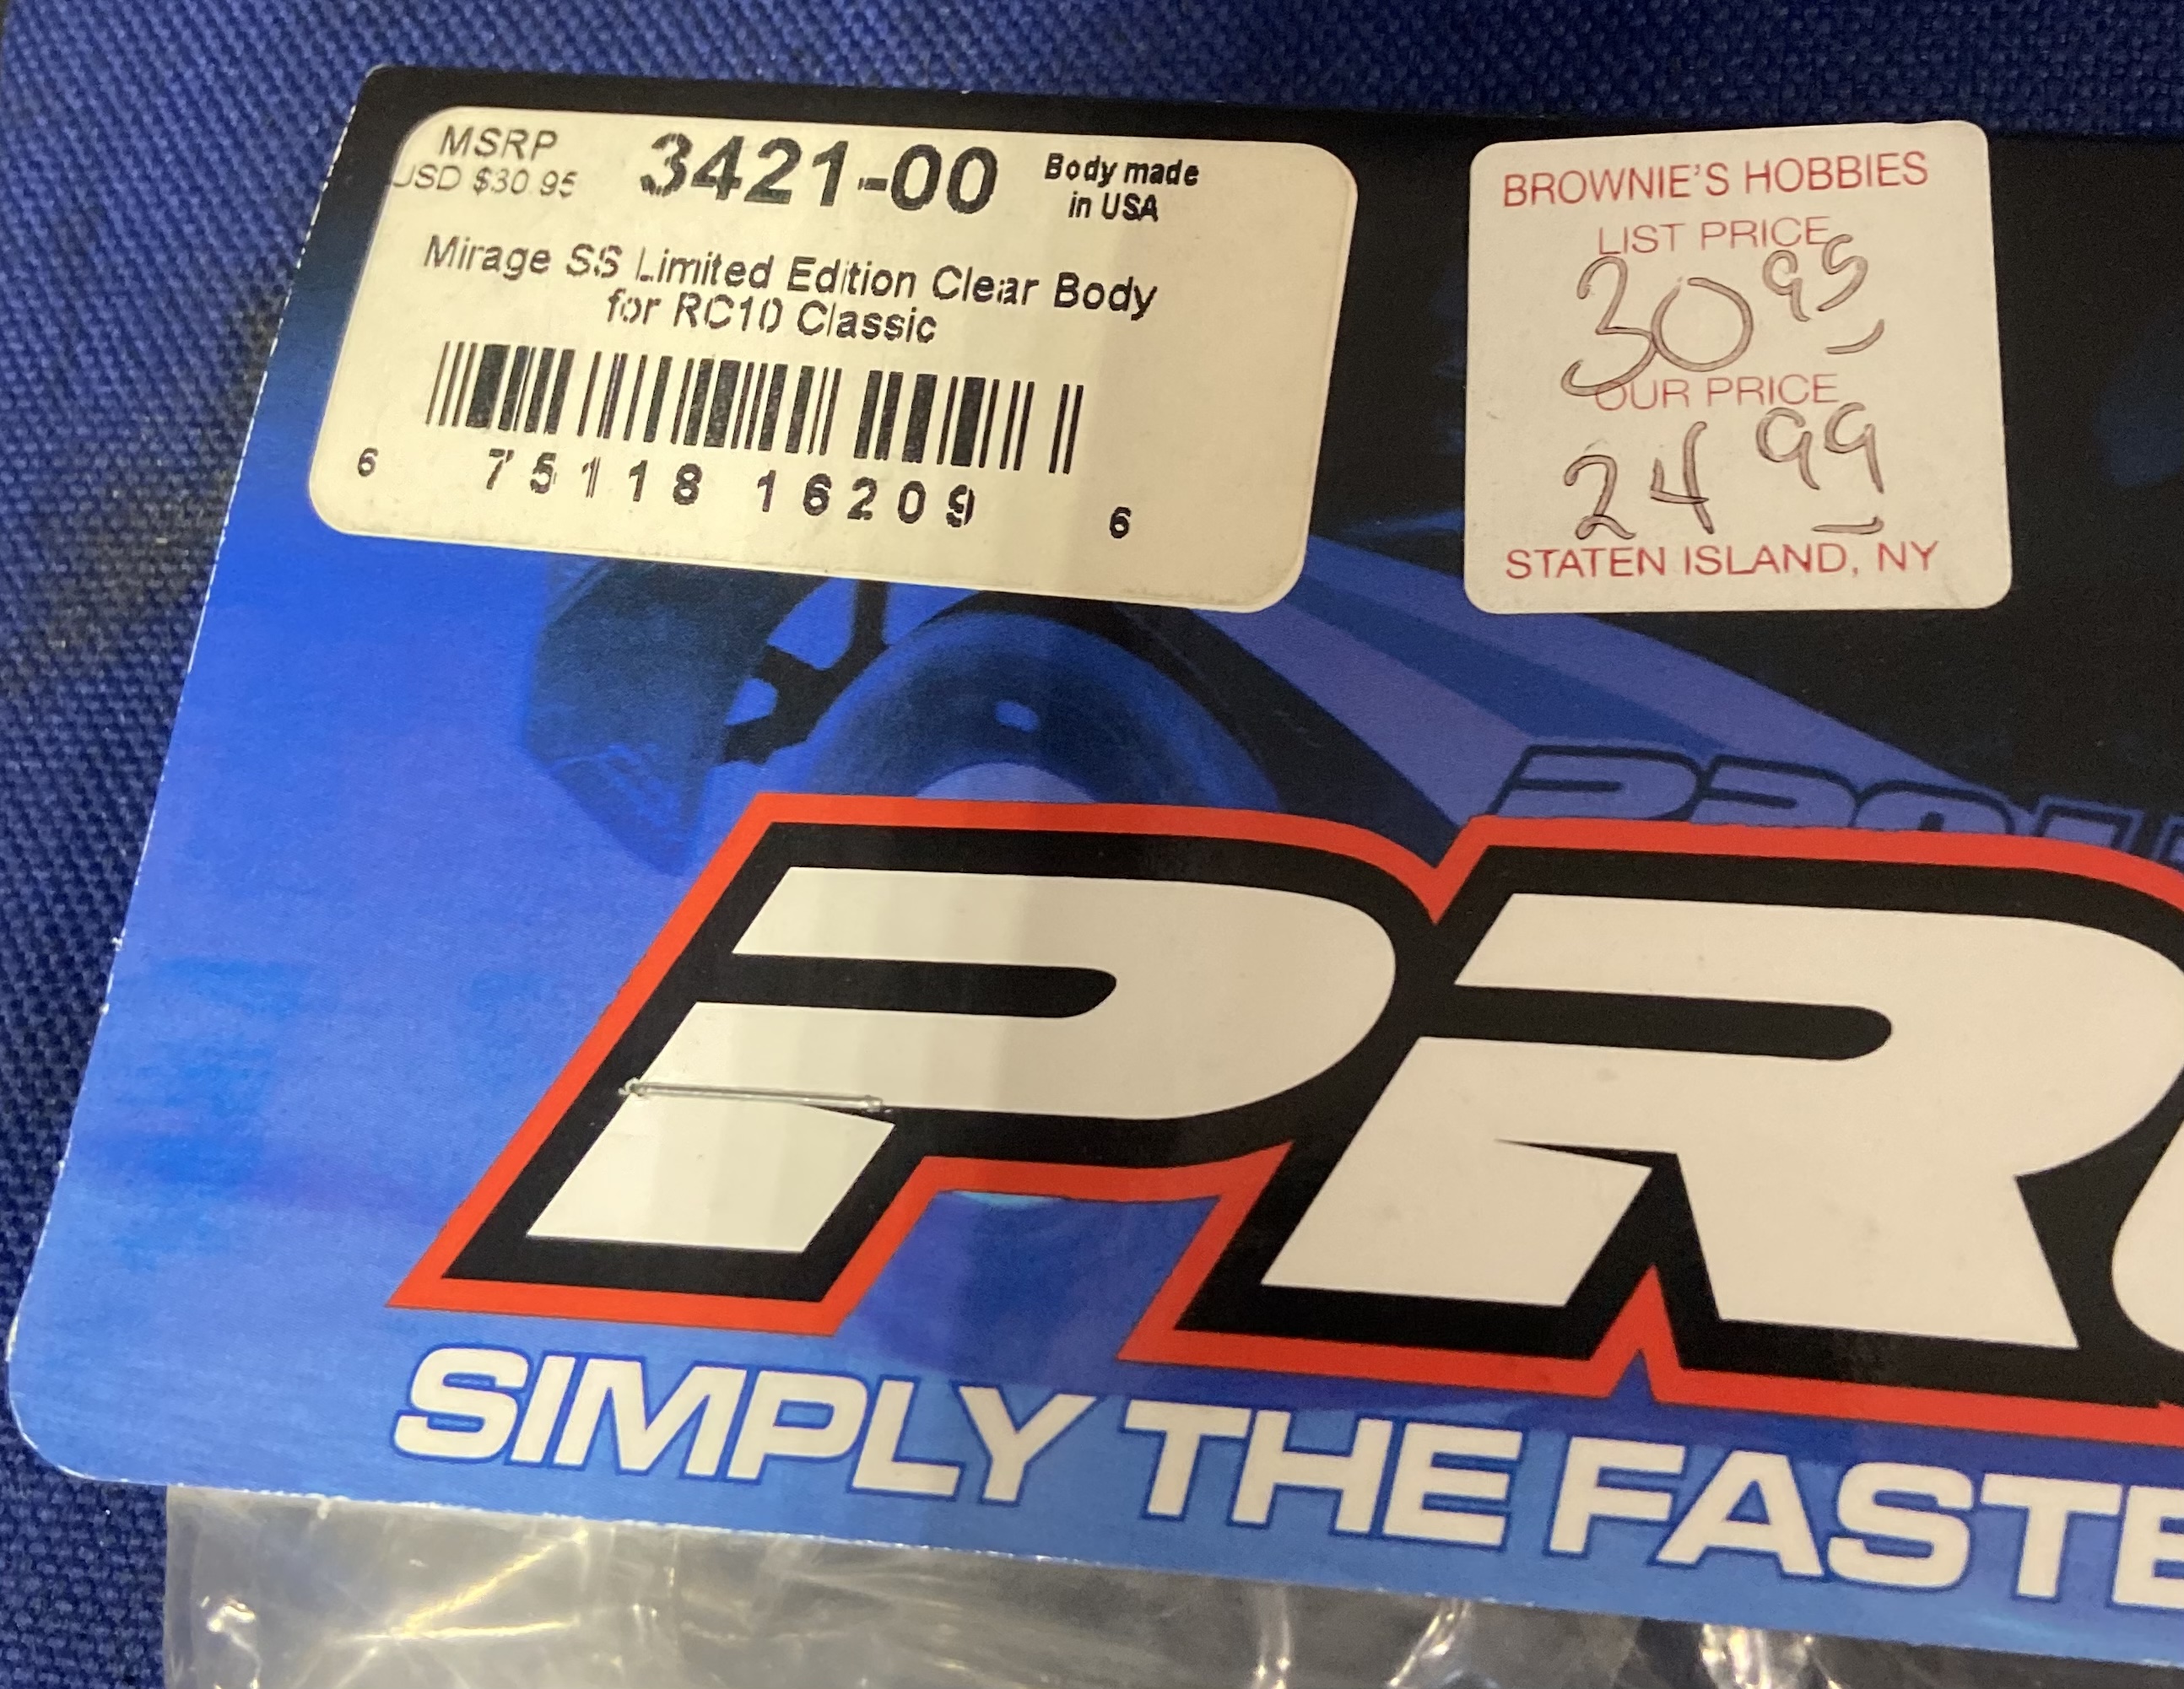 MSRP
USD $30.95
3421-00
Body made
in USA
Mirage SS Limited Edition Clear Body
for RC10 Classic
6 75118 16209 6
BROWNIE'S HOBBIES
LIST PRICE
30 95
OUR PRICE
24 99
STATEN ISLAND, NY
PR
SIMPLY THE FASTE